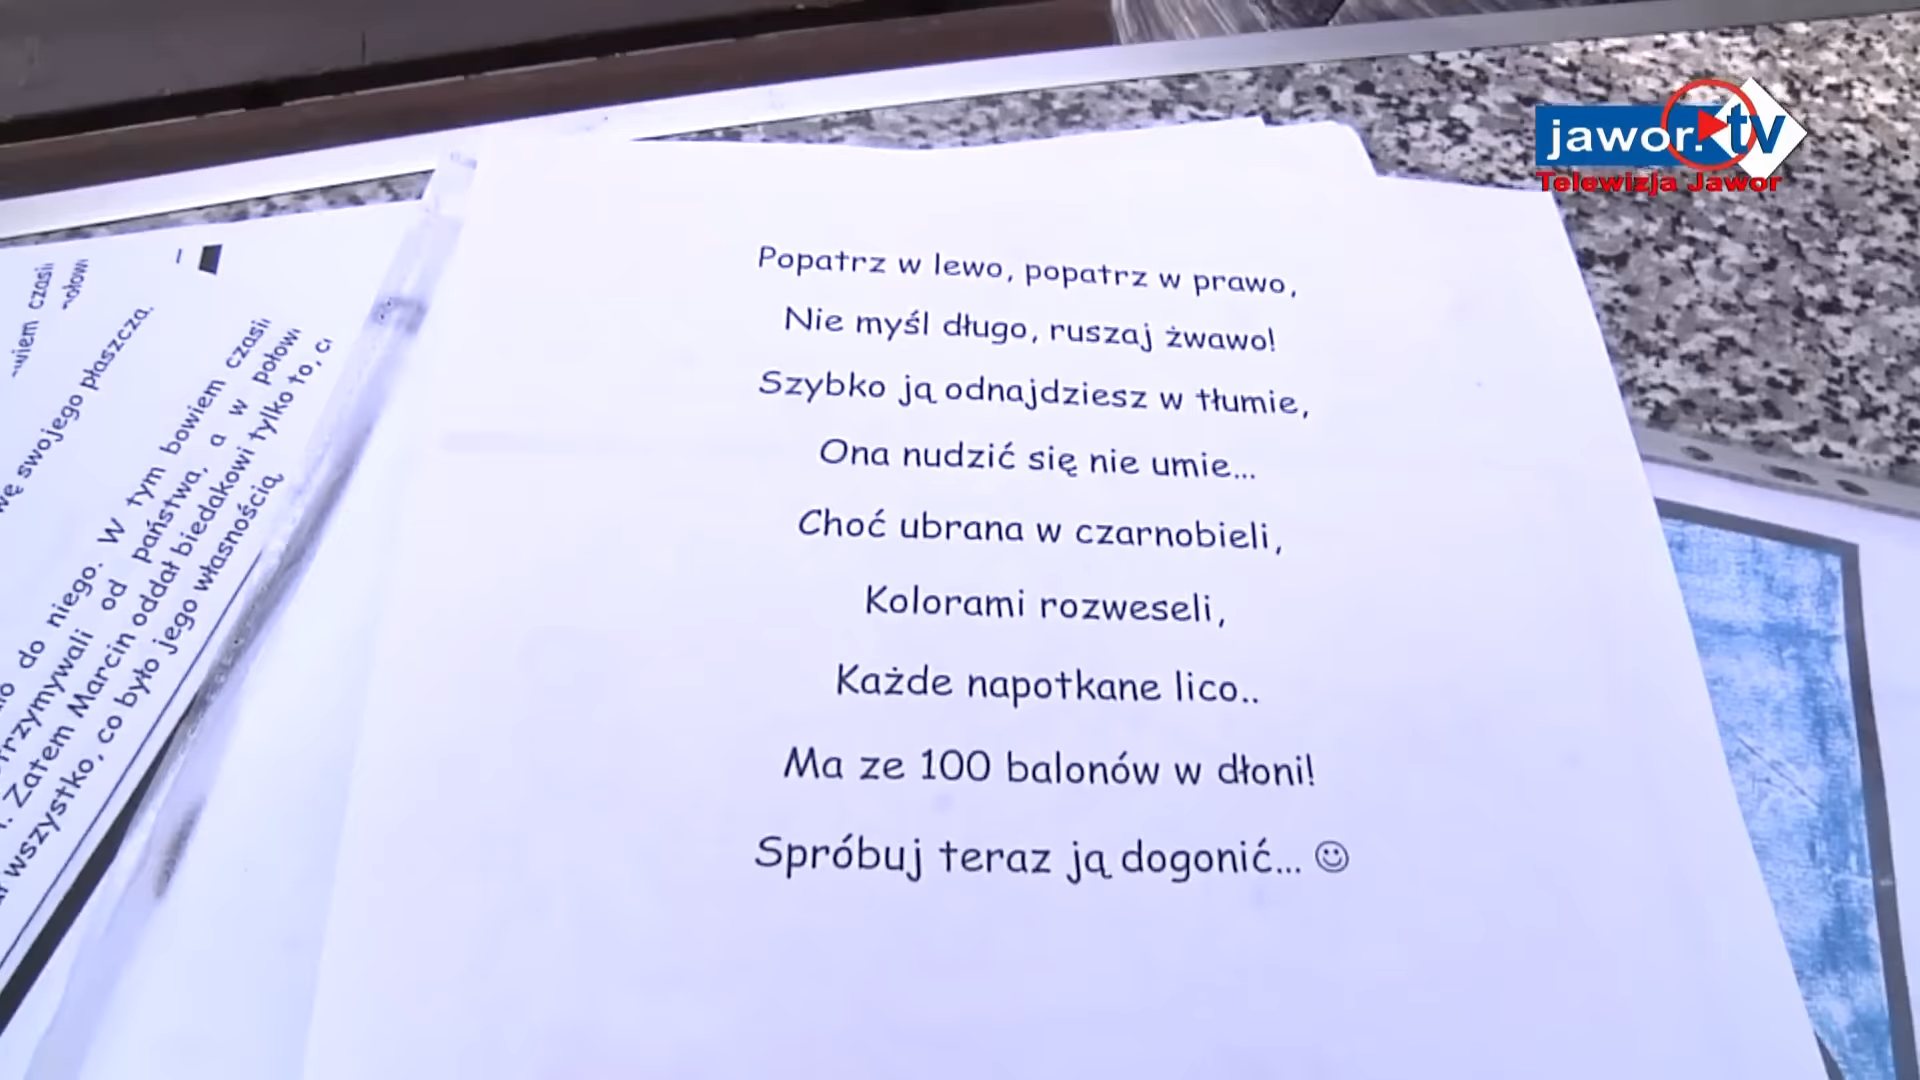 Popatrz w lewo, popatrz w prawo,
Nie myśl długo, ruszaj żwawo!
Szybko ją odnajdziesz w tłumie,
Ona nudzić się nie umie...
Choć ubrana w czarnobieli,
Kolorami rozweseli,
Każde napotkane lico..
Ma ze 100 balonów w dłoni!
Spróbuj teraz ją dogonić... ☺
swojego płaszcza.
do niego. W tym bowiem
od państwa, a w
Zatem Marcin oddał biedakowi tylko to,
wszystko, co było jego własnością
jawor.tv
Telewizja Jawor